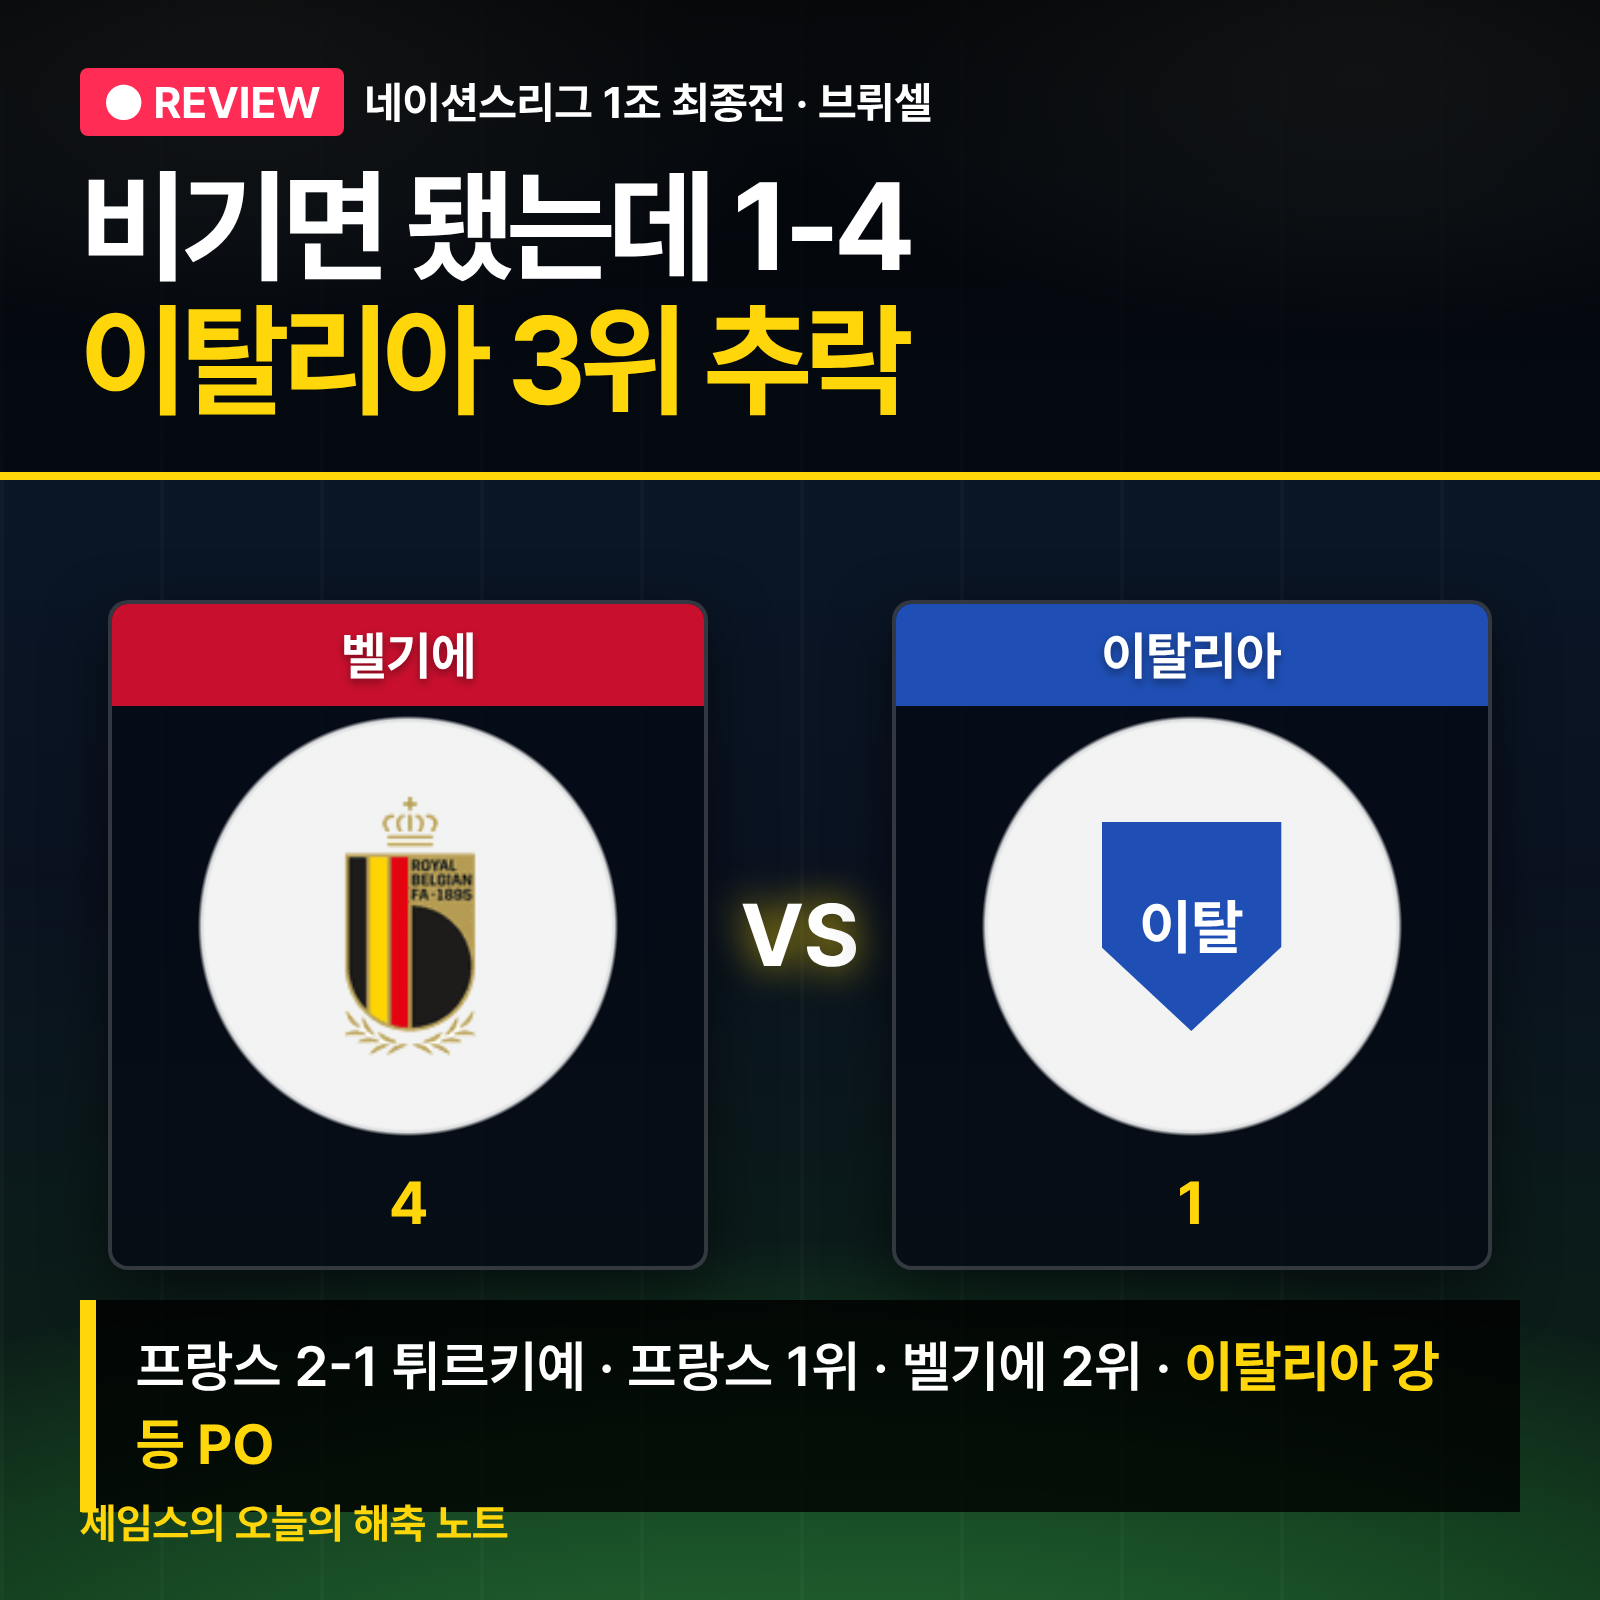 REVIEW 네이션스리그 1조 최종전 · 브뤼셀
비기면 됐는데 1-4
이탈리아 3위 추락
벨기에
이탈리아
ROYAL
BELGIAN
FA-1895
VS
이탈
4
1
프랑스 2-1 튀르키예 · 프랑스 1위 · 벨기에 2위 · 이탈리아 강
등 PO
제임스의 오늘의 해축 노트